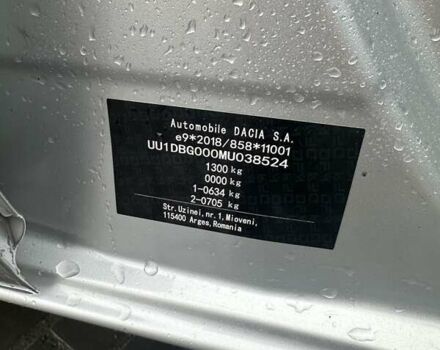 Automobile DACIA S.A.
e9*2018/858*11001
UU1DBG000MU038524
1300 kg
0000 kg
1-0634 kg
2-0705 kg
Str.Uzinei,nr.1,Mioveni,
115400 Arges,Romania